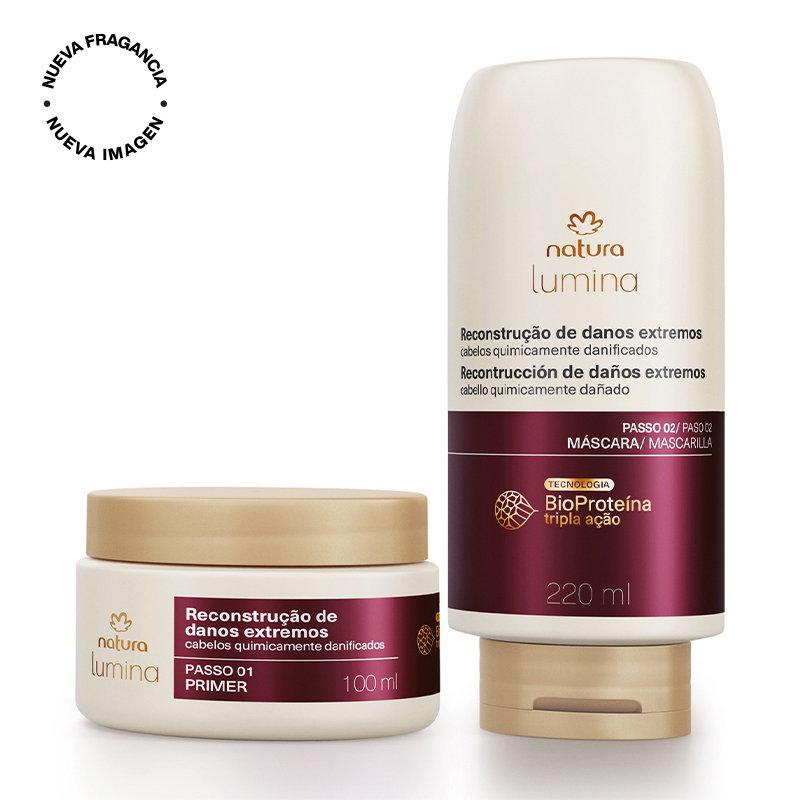 NUEVA FRAGANCIA
• NUEVA IMAGEN •
natura
lumina
Reconstrução de danos extremos
cabelos quimicamente danificados
Recontrucción de daños extremos
cabello quimicamente dañado
PASSO 02/ PASO 02
MÁSCARA/ MASCARILLA
TECNOLOGIA
BioProteína
tripla ação
220 ml
natura
lumina
Reconstrução de
danos extremos
cabelos quimicamente danificados
PASSO 01
PRIMER
100 ml